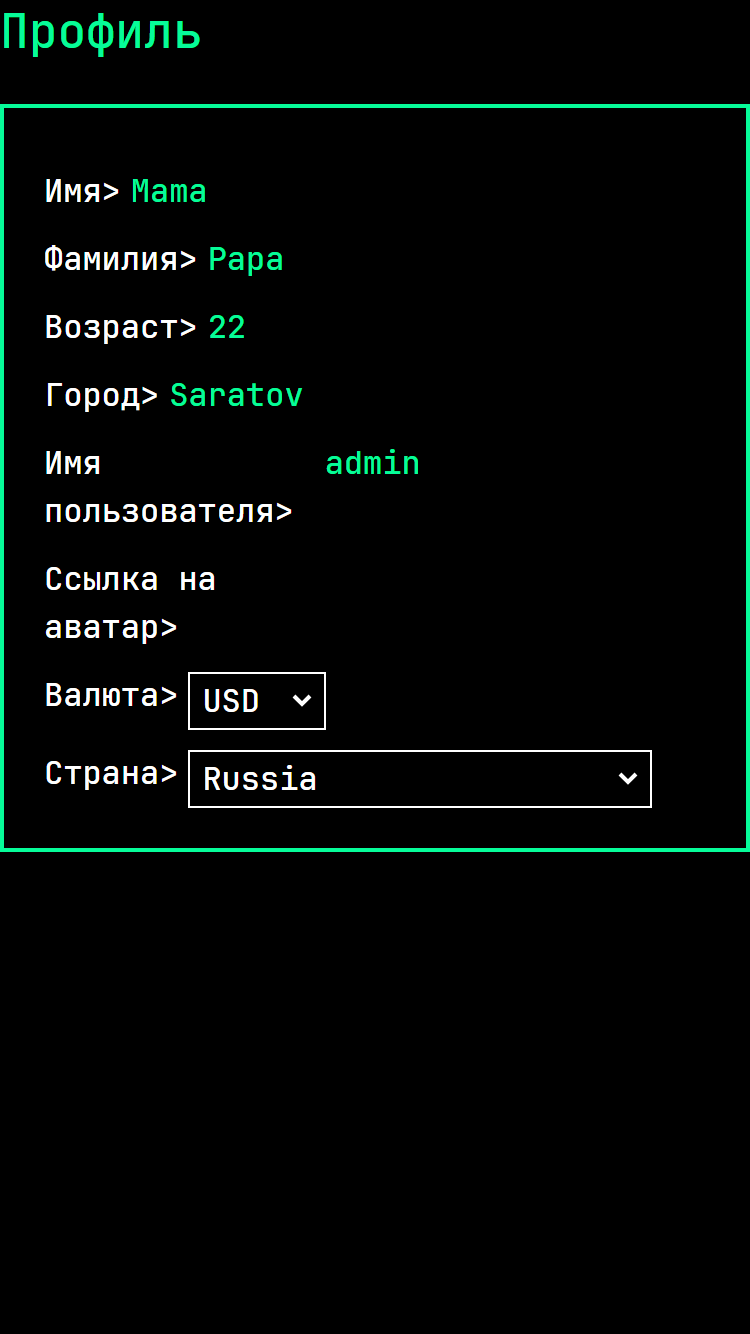 Профиль
Имя> Mama
Фамилия> Papa
Возраст> 22
Город> Saratov
Имя admin
пользователя>
Ссылка на
аватар>
Валюта> USD
Страна> Russia